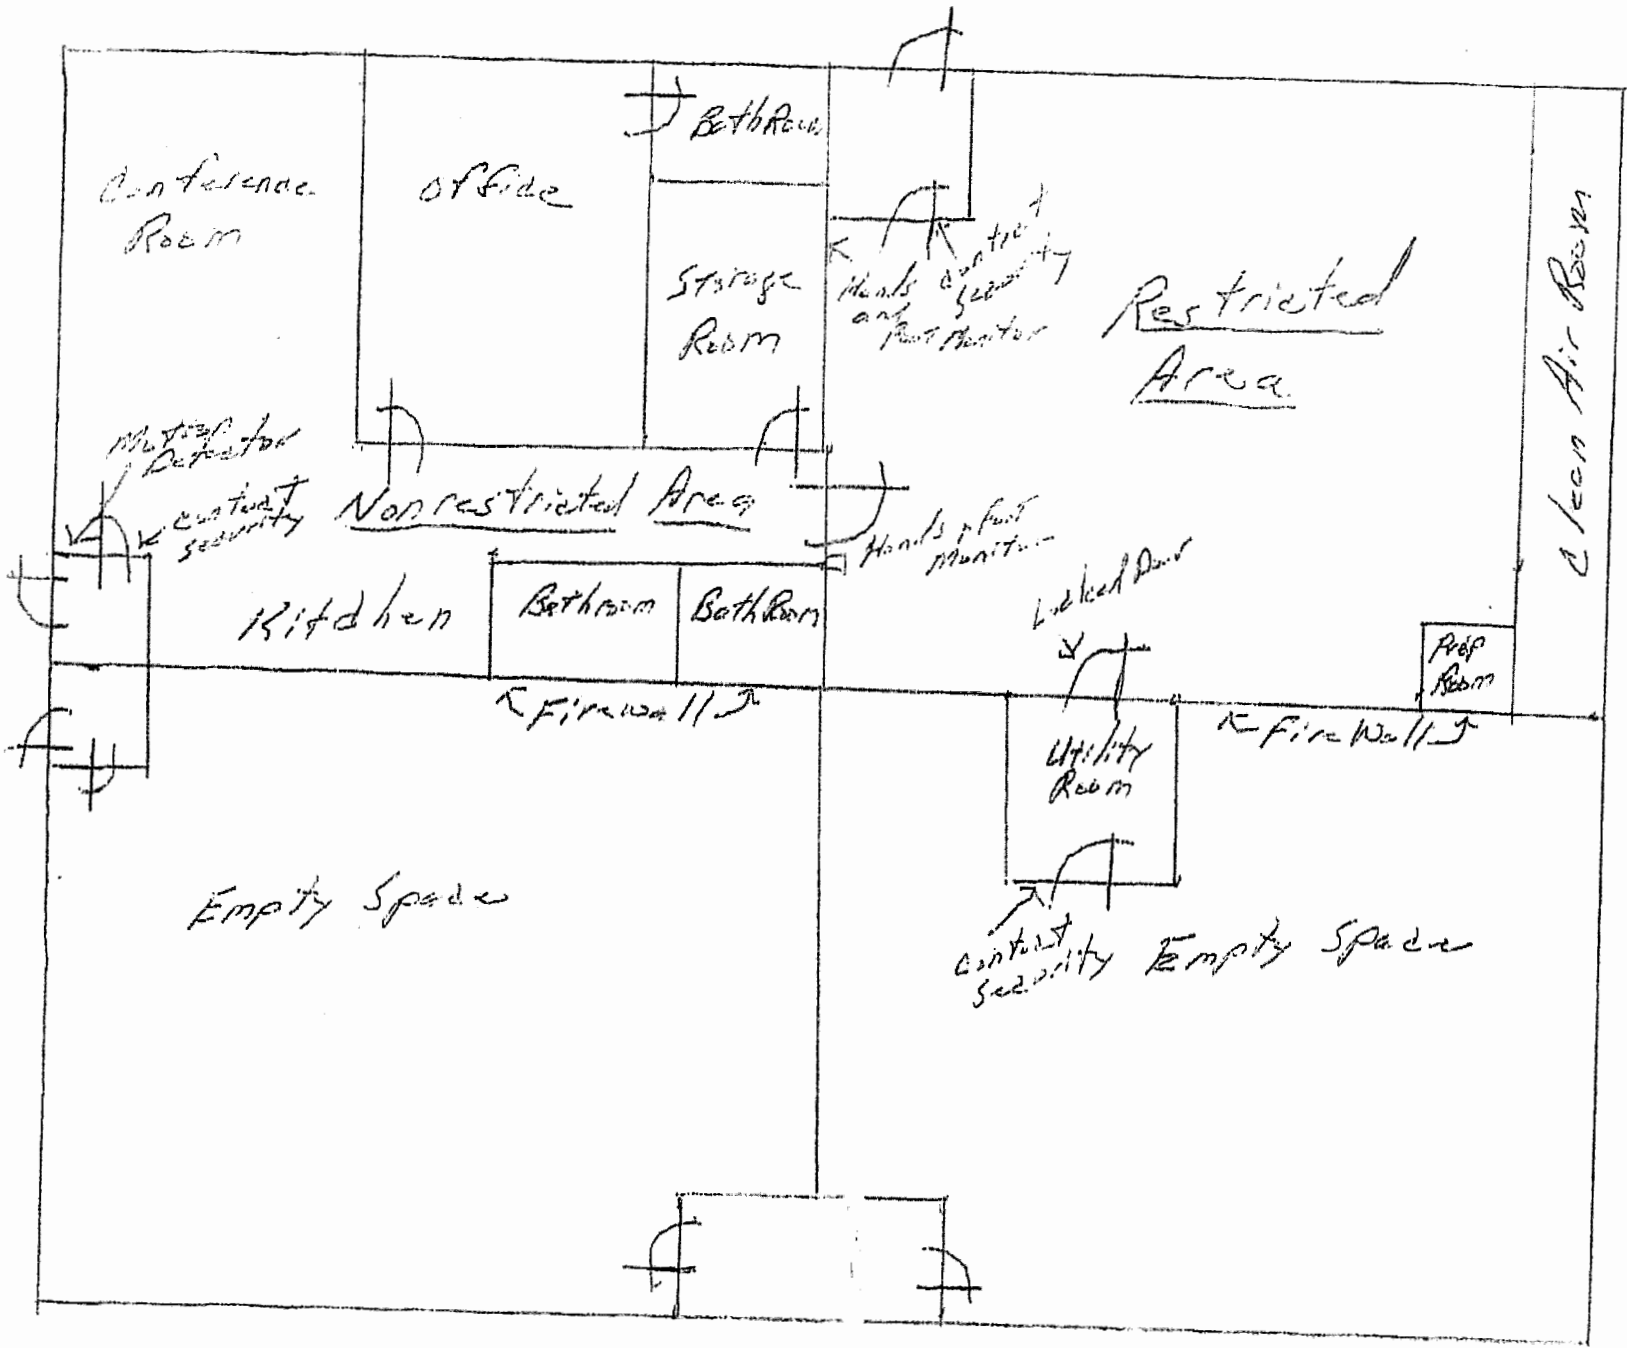 Conference
Room
Office
BathRoom
Storage
Room
Hands
and
Foot Monitor
contact
security
Restricted
Area
Clean Air Room
Motion
Detector
contact
security
Nonrestricted Area
Hands & Foot
Monitor
Locked Door
Kitchen
Bathroom
BathRoom
Prep
Room
Firewall
Fire Wall
Utility
Room
Empty Space
contact
security
Empty Space